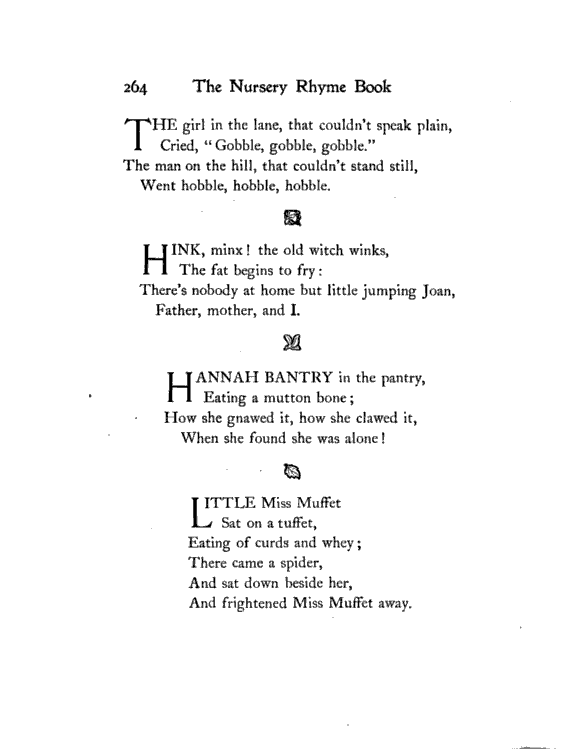 264 The Nursery Rhyme Book
THE girl in the lane, that couldn't speak plain,
Cried, "Gobble, gobble, gobble."
The man on the hill, that couldn't stand still,
Went hobble, hobble, hobble.
HINK, minx! the old witch winks,
The fat begins to fry:
There's nobody at home but little jumping Joan,
Father, mother, and I.
HANNAH BANTRY in the pantry,
Eating a mutton bone;
How she gnawed it, how she clawed it,
When she found she was alone!
LITTLE Miss Muffet
Sat on a tuffet,
Eating of curds and whey;
There came a spider,
And sat down beside her,
And frightened Miss Muffet away.